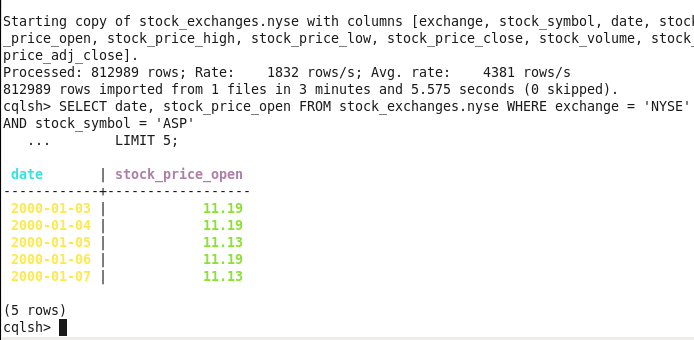 Starting copy of stock_exchanges.nyse with columns [exchange, stock_symbol, date, stock
_price_open, stock_price_high, stock_price_low, stock_price_close, stock_volume, stock_
price_adj_close].
Processed: 812989 rows; Rate:    1832 rows/s; Avg. rate:    4381 rows/s
812989 rows imported from 1 files in 3 minutes and 5.575 seconds (0 skipped).
cqlsh> SELECT date, stock_price_open FROM stock_exchanges.nyse WHERE exchange = 'NYSE'
AND stock_symbol = 'ASP'
   ...        LIMIT 5;
 date       | stock_price_open
------------+------------------
 2000-01-03 |            11.19
 2000-01-04 |            11.19
 2000-01-05 |            11.13
 2000-01-06 |            11.19
 2000-01-07 |            11.13
(5 rows)
cqlsh>